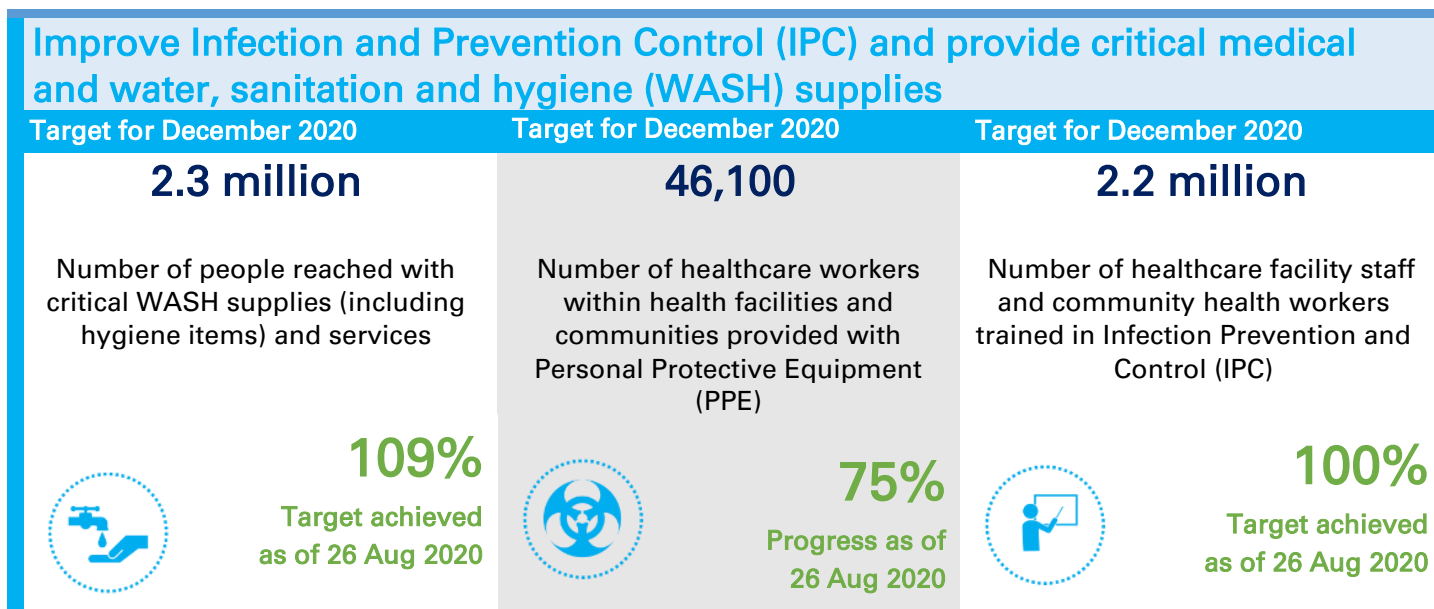 Improve Infection and Prevention Control (IPC) and provide critical medical
and water, sanitation and hygiene (WASH) supplies
Target for December 2020
2.3 million
Number of people reached with
critical WASH supplies (including
hygiene items) and services
109%
Target achieved
as of 26 Aug 2020
Target for December 2020
46,100
Number of healthcare workers
within health facilities and
communities provided with
Personal Protective Equipment
(PPE)
75%
Progress as of
26 Aug 2020
Target for December 2020
2.2 million
Number of healthcare facility staff
and community health workers
trained in Infection Prevention and
Control (IPC)
100%
Target achieved
as of 26 Aug 2020